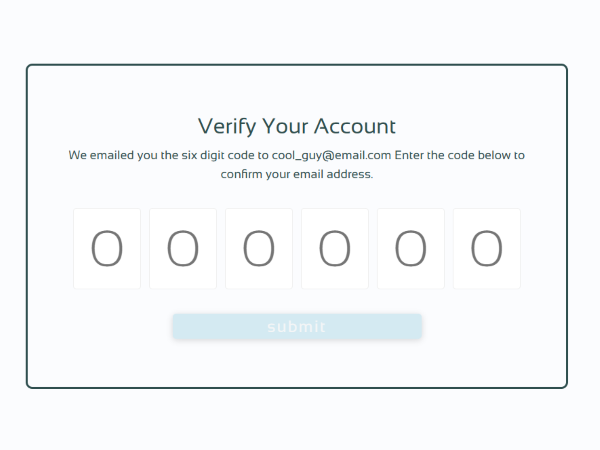 Verify Your Account
We emailed you the six digit code to cool_guy@email.com Enter the code below to
confirm your email address.
0 0 0 0 0 0
submit